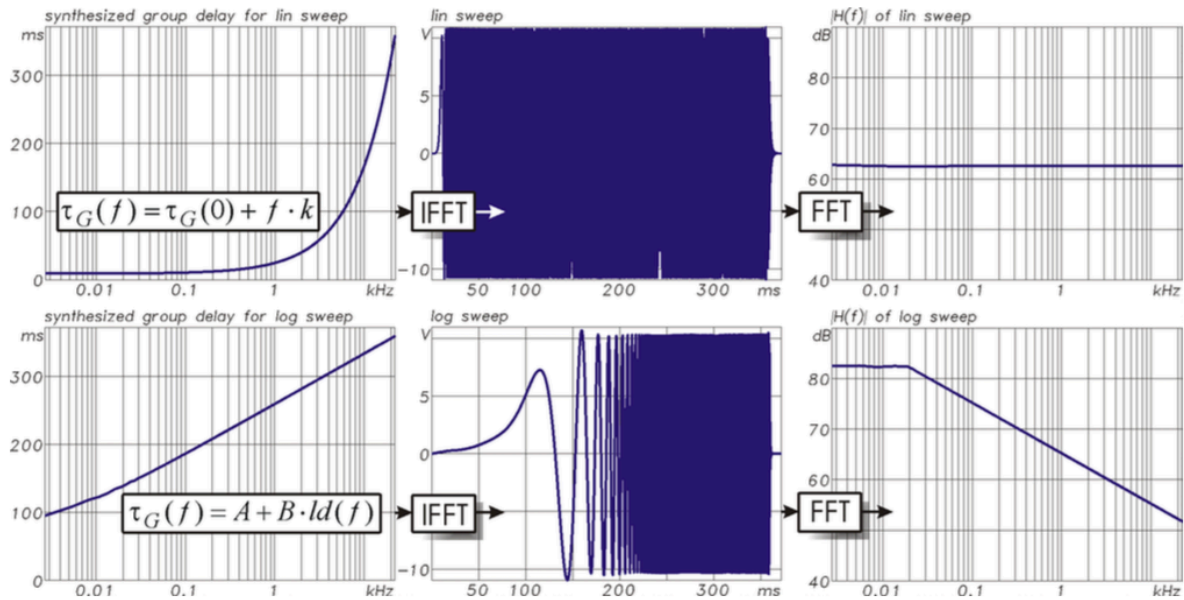 synthesized group delay for lin sweep
ms
300
200
100
0
0.01 0.1 1 kHz
τG(f) = τG(0) + f · k
lin sweep
V
5
0
-10
50 100 200 300 ms
IFFT
|H(f)| of lin sweep
dB
80
70
60
40
0.01 0.1 1 kHz
FFT
synthesized group delay for log sweep
ms
300
200
100
0
0.01 0.1 1 kHz
τG(f) = A + B · ld(f)
log sweep
V
5
0
-10
50 100 200 300 ms
IFFT
|H(f)| of log sweep
dB
80
70
60
40
0.01 0.1 1 kHz
FFT